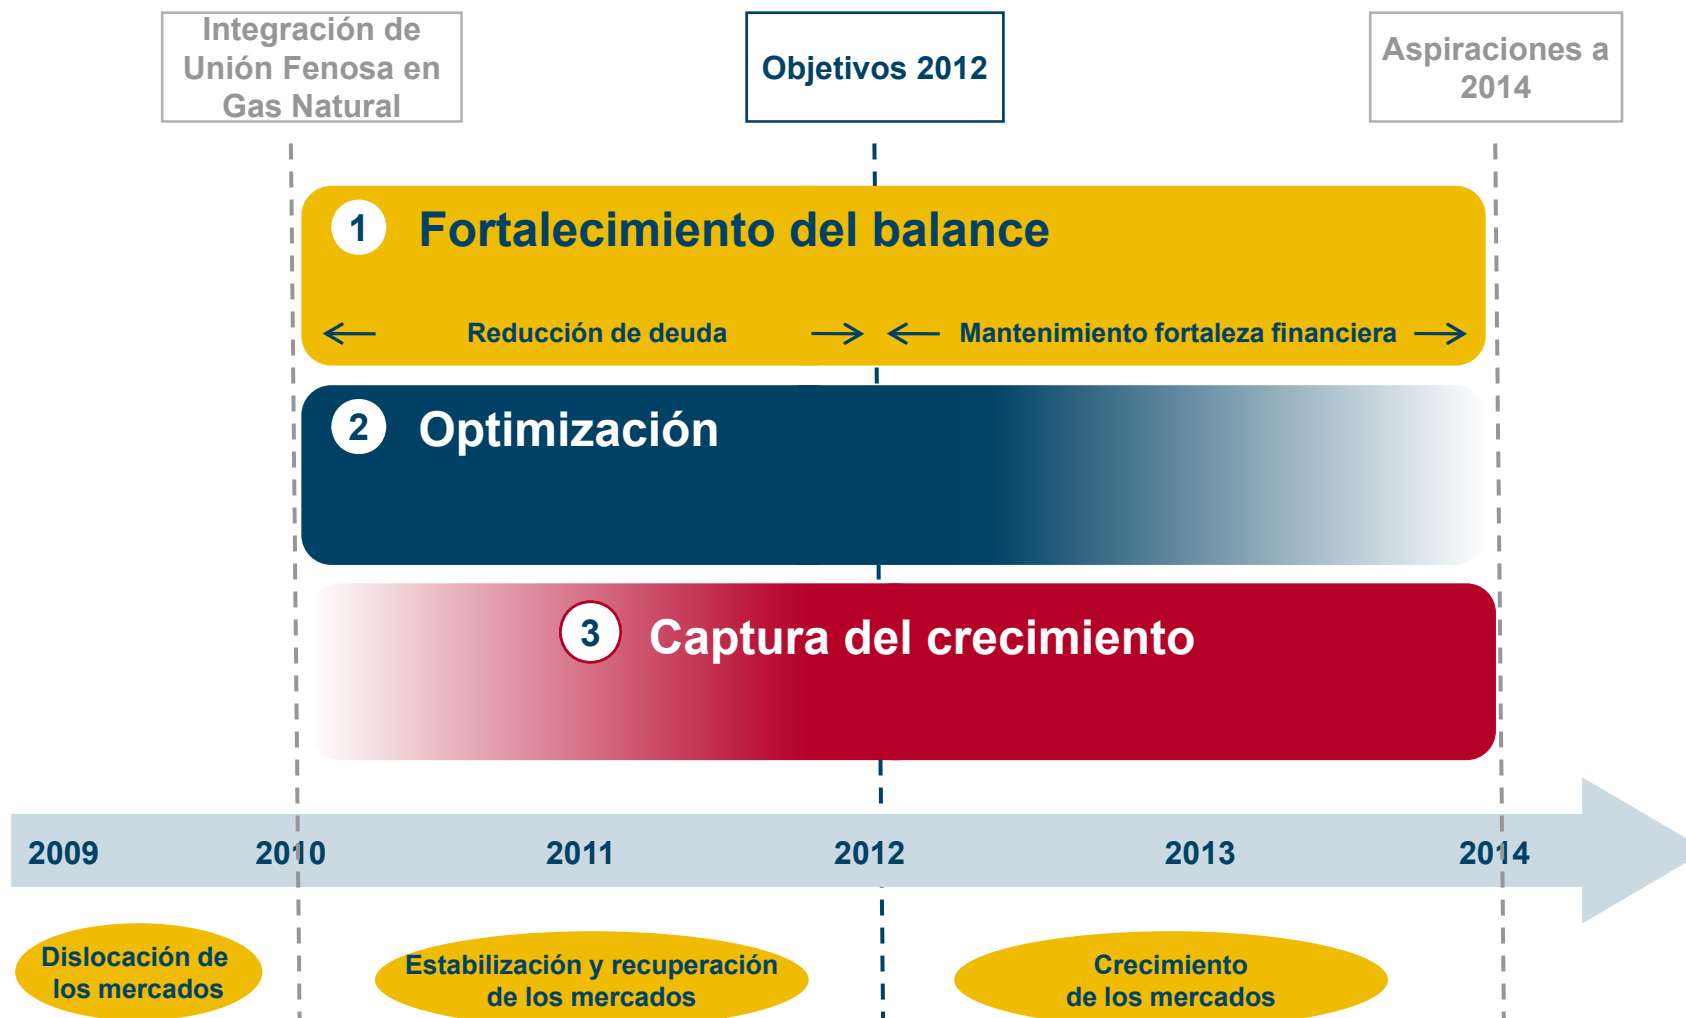 Integración de
Unión Fenosa en
Gas Natural
Objetivos 2012
Aspiraciones a
2014
1 Fortalecimiento del balance
Reducción de deuda
Mantenimiento fortaleza financiera
2 Optimización
3 Captura del crecimiento
2009 2010 2011 2012 2013 2014
Dislocación de
los mercados
Estabilización y recuperación
de los mercados
Crecimiento
de los mercados